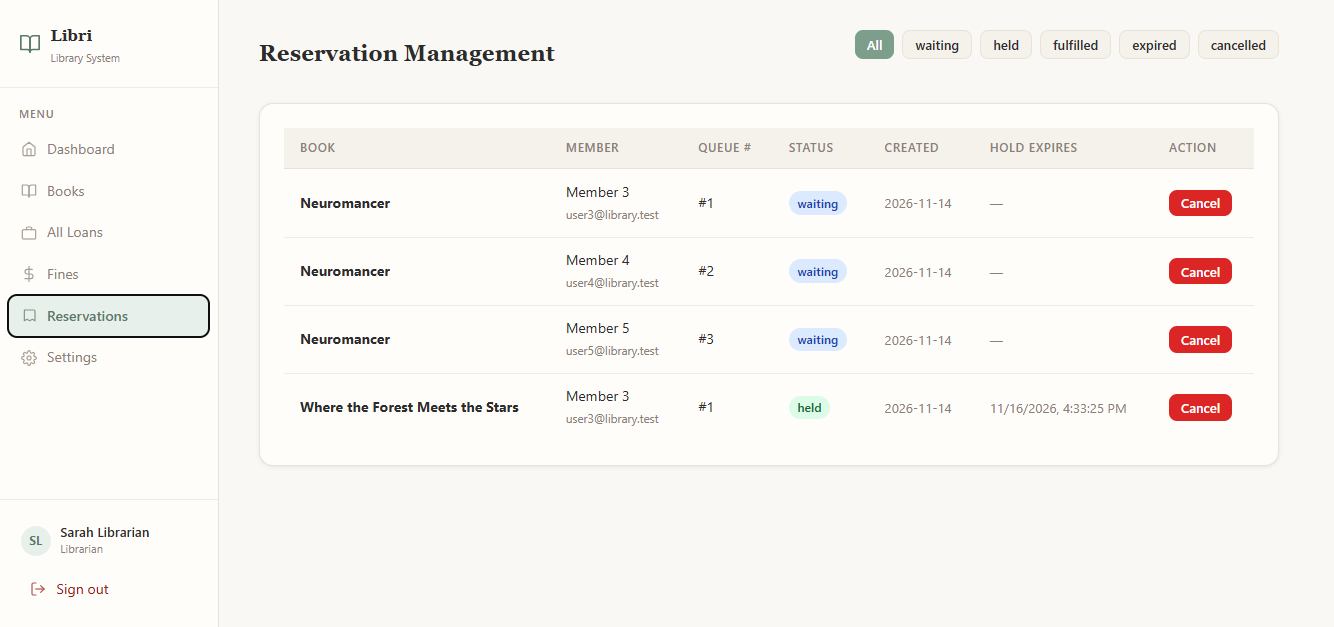 Libri
Library System
MENU
Dashboard
Books
All Loans
Fines
Reservations
Settings
SL
Sarah Librarian
Librarian
Sign out
Reservation Management
All waiting held fulfilled expired cancelled
BOOK MEMBER QUEUE # STATUS CREATED HOLD EXPIRES ACTION
Neuromancer Member 3 #1 waiting 2026-11-14 — Cancel
user3@library.test
Neuromancer Member 4 #2 waiting 2026-11-14 — Cancel
user4@library.test
Neuromancer Member 5 #3 waiting 2026-11-14 — Cancel
user5@library.test
Where the Forest Meets the Stars Member 3 #1 held 2026-11-14 11/16/2026, 4:33:25 PM Cancel
user3@library.test